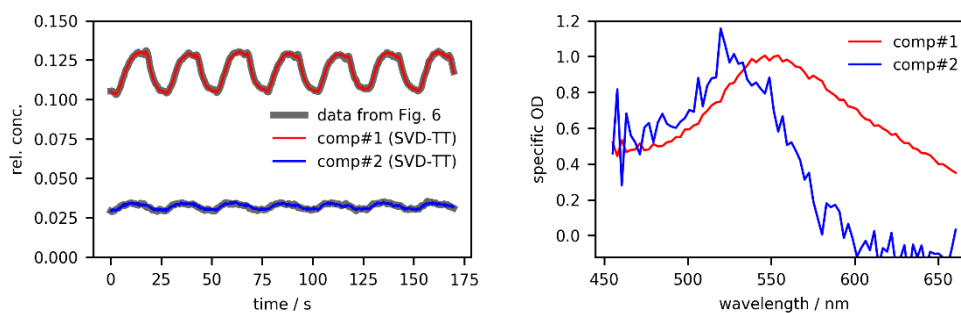 0.150
0.125
0.100
0.075
0.050
0.025
0.000
rel. conc.
data from Fig. 6
comp#1 (SVD-TT)
comp#2 (SVD-TT)
0 25 50 75 100 125 150 175
time / s
1.2
1.0
0.8
0.6
0.4
0.2
0.0
specific OD
comp#1
comp#2
450 500 550 600 650
wavelength / nm